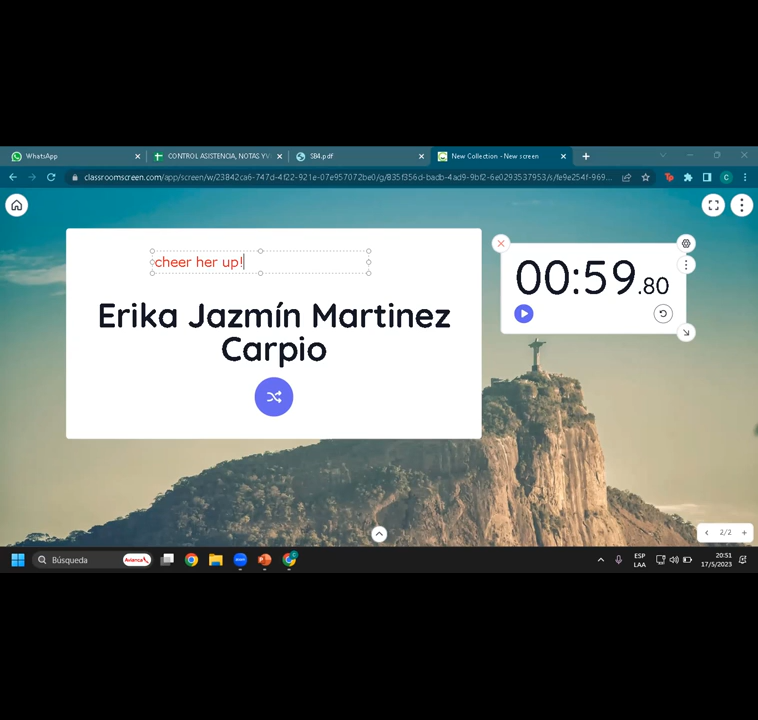 WhatsApp
CONTROL ASISTENCIA, NOTAS Y V
SB4.pdf
New Collection - New screen
classroomscreen.com/app/screen/w/23842ca6-747d-4f22-921e-07e957072be0/g/835f356d-badb-4ad9-9bf2-6e0293537953/s/fe9e254f-969...
C
cheer her up!
Erika Jazmín Martinez
Carpio
00:59.80
2/2
Búsqueda
Avianca
ESP
LAA
20:51
17/5/2023